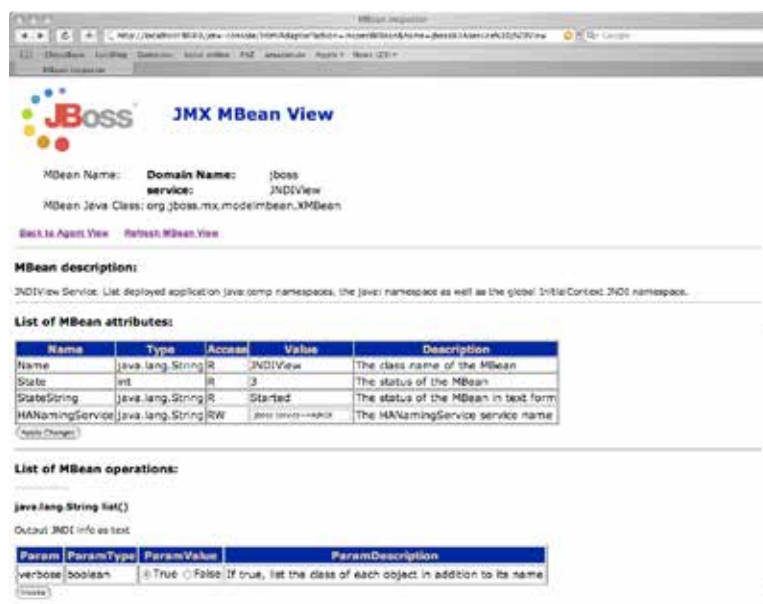 MBean Inspector
MBean Inspector
JBoss
JMX MBean View
MBean Name: Domain Name: jboss
service: JNDIView
MBean Java Class: org.jboss.mx.modelmbean.XMBean
Back to Agent View Refresh MBean View
MBean description:
JNDIView Service. List deployed application java:comp namespaces, the java: namespace as well as the global InitialContext JNDI namespace.
List of MBean attributes:
Name Type Access Value Description
Name java.lang.String R JNDIView The class name of the MBean
State int R 3 The status of the MBean
StateString java.lang.String R Started The status of the MBean in text form
HANamingService java.lang.String RW The HANamingService service name
Apply Changes
List of MBean operations:
java.lang.String list()
Output JNDI info as text
Param ParamType ParamValue ParamDescription
verbose boolean True False If true, list the class of each object in addition to its name
Invoke